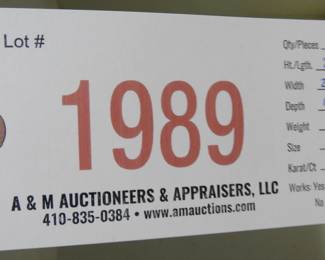 Lot #
1989
A & M AUCTIONEERS & APPRAISERS, LLC
410-835-0384 • www.amauctions.com
Qty/Pieces
Ht./Lgth.
Width
Depth
Weight
Size
Karat/Ct
Works: Yes
No